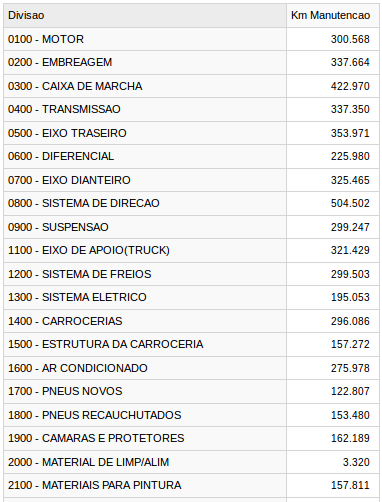 Divisao Km Manutencao
0100 - MOTOR 300.568
0200 - EMBREAGEM 337.664
0300 - CAIXA DE MARCHA 422.970
0400 - TRANSMISSAO 337.350
0500 - EIXO TRASEIRO 353.971
0600 - DIFERENCIAL 225.980
0700 - EIXO DIANTEIRO 325.465
0800 - SISTEMA DE DIRECAO 504.502
0900 - SUSPENSAO 299.247
1100 - EIXO DE APOIO(TRUCK) 321.429
1200 - SISTEMA DE FREIOS 299.503
1300 - SISTEMA ELETRICO 195.053
1400 - CARROCERIAS 296.086
1500 - ESTRUTURA DA CARROCERIA 157.272
1600 - AR CONDICIONADO 275.978
1700 - PNEUS NOVOS 122.807
1800 - PNEUS RECAUCHUTADOS 153.480
1900 - CAMARAS E PROTETORES 162.189
2000 - MATERIAL DE LIMP/ALIM 3.320
2100 - MATERIAIS PARA PINTURA 157.811